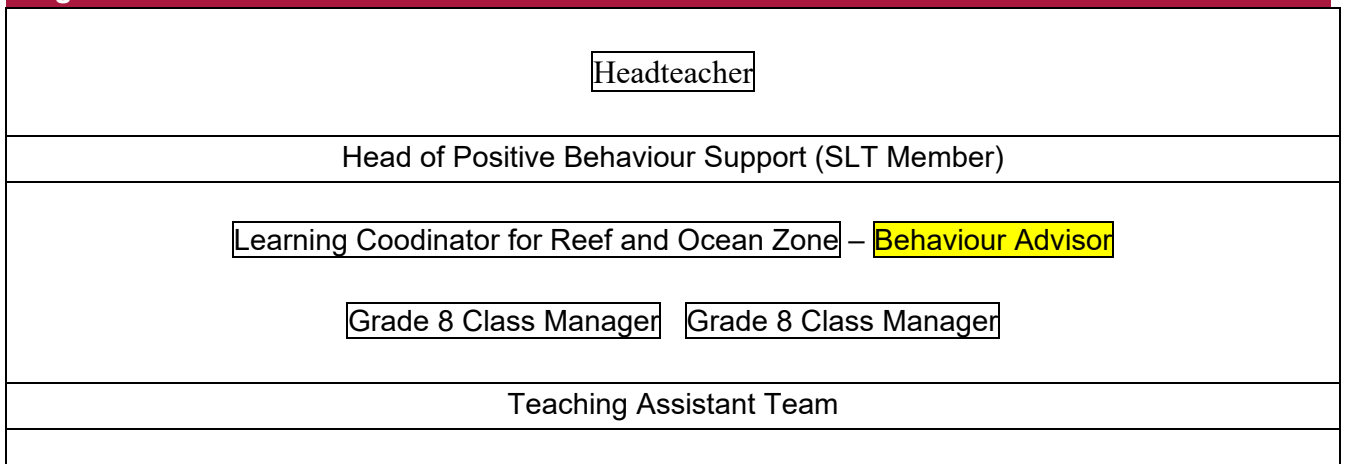 Headteacher
Head of Positive Behaviour Support (SLT Member)
Learning Coodinator for Reef and Ocean Zone – Behaviour Advisor
Grade 8 Class Manager Grade 8 Class Manager
Teaching Assistant Team